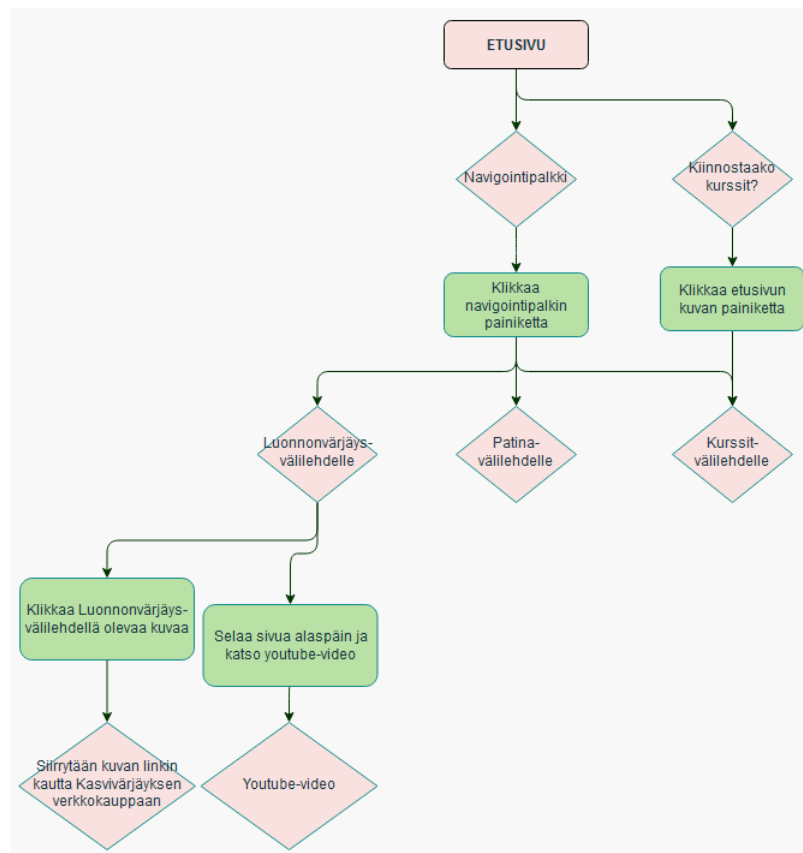 ETUSIVU
Navigointipalkki
Kiinnostaako
kurssit?
Klikkaa
navigointipalkin
painiketta
Klikkaa etusivun
kuvan painiketta
Luonnonvärjäys-
välilehdelle
Patina-
välilehdelle
Kurssit-
välilehdelle
Klikkaa Luonnonvärjäys-
välilehdellä olevaa kuvaa
Selaa sivua alaspäin ja
katso youtube-video
Siirrytään kuvan linkin
kautta Kasvivärjäyksen
verkkokauppaan
Youtube-video